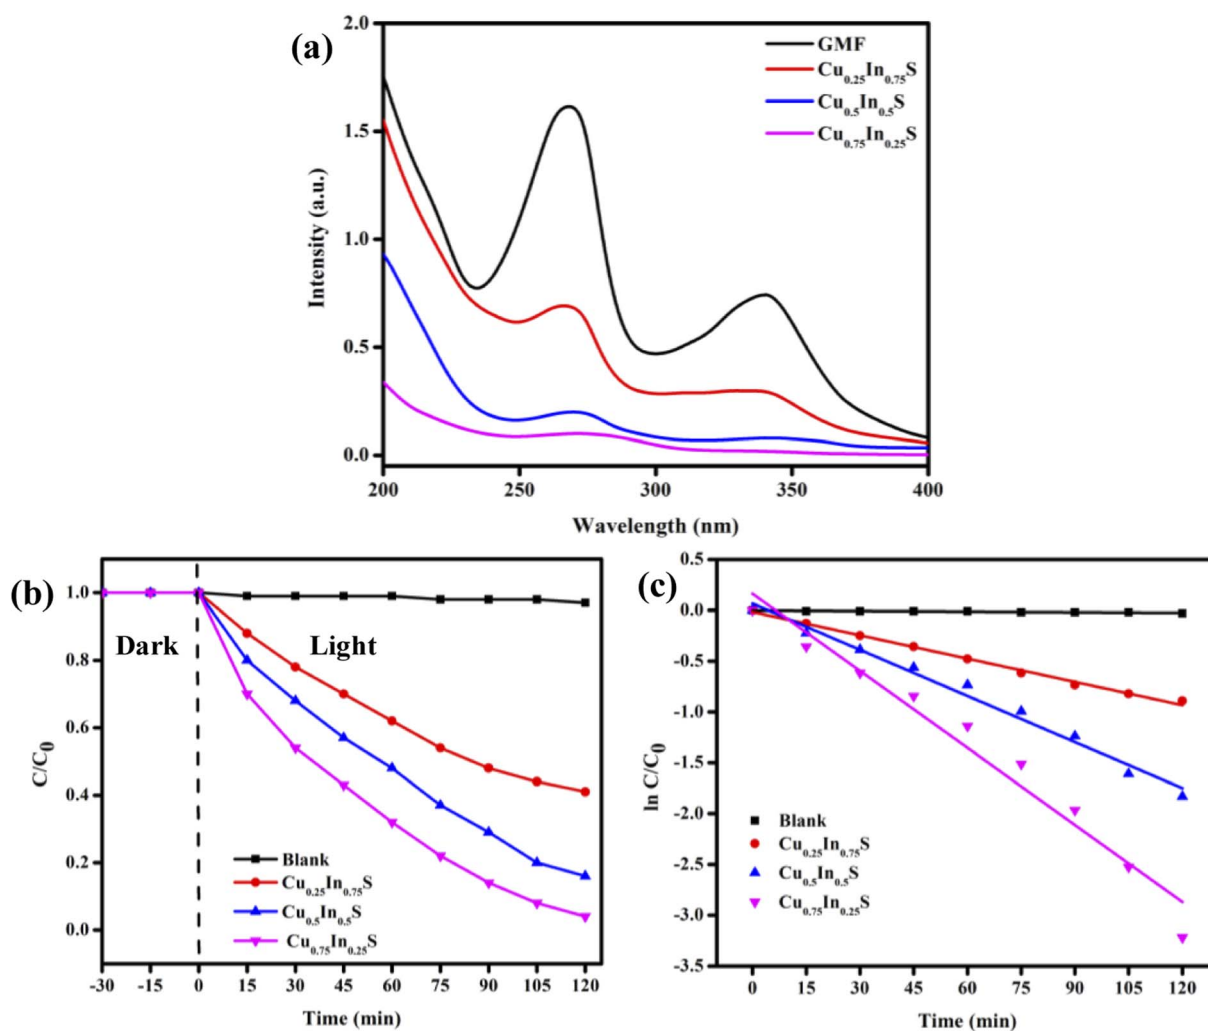 (a)
2.0
1.5
1.0
0.5
0.0
Intensity (a.u.)
GMF
Cu0.25In0.75S
Cu0.5In0.5S
Cu0.75In0.25S
200 250 300 350 400
Wavelength (nm)
(b)
1.0
0.8
0.6
0.4
0.2
0.0
C/C0
Dark
Light
Blank
Cu0.25In0.75S
Cu0.5In0.5S
Cu0.75In0.25S
-30 -15 0 15 30 45 60 75 90 105 120
Time (min)
(c)
0.5
0.0
-0.5
-1.0
-1.5
-2.0
-2.5
-3.0
-3.5
ln C/C0
Blank
Cu0.25In0.75S
Cu0.5In0.5S
Cu0.75In0.25S
0 15 30 45 60 75 90 105 120
Time (min)